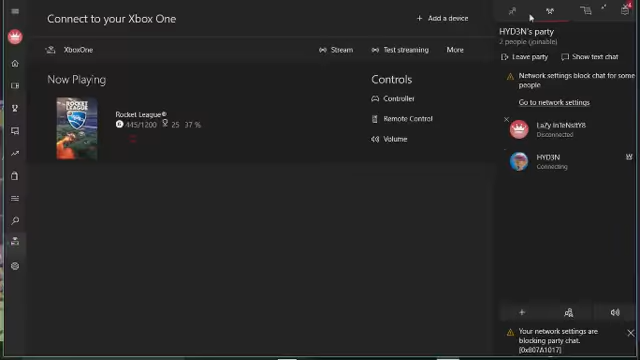 Connect to your Xbox One
+ Add a device
XboxOne
Stream
Test streaming
More
Now Playing
Controls
ROCKET LEAGUE
Rocket League®
G 445/1200 25 37 %
Controller
Remote Control
Volume
HYD3N's party
2 people (joinable)
Leave party
Show text chat
Network settings block chat for some
people
Go to network settings
LaZy InTeNsItY8
Disconnected
HYD3N
Connecting
Your network settings are
blocking party chat.
[0x807A1017]